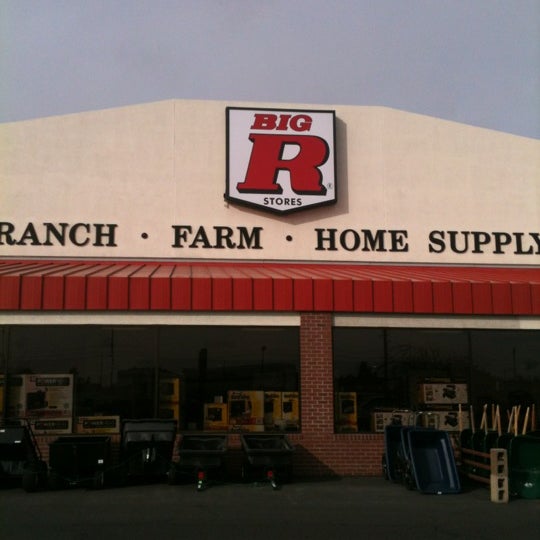 BIG
R
®
STORES
RANCH · FARM · HOME SUPPLY